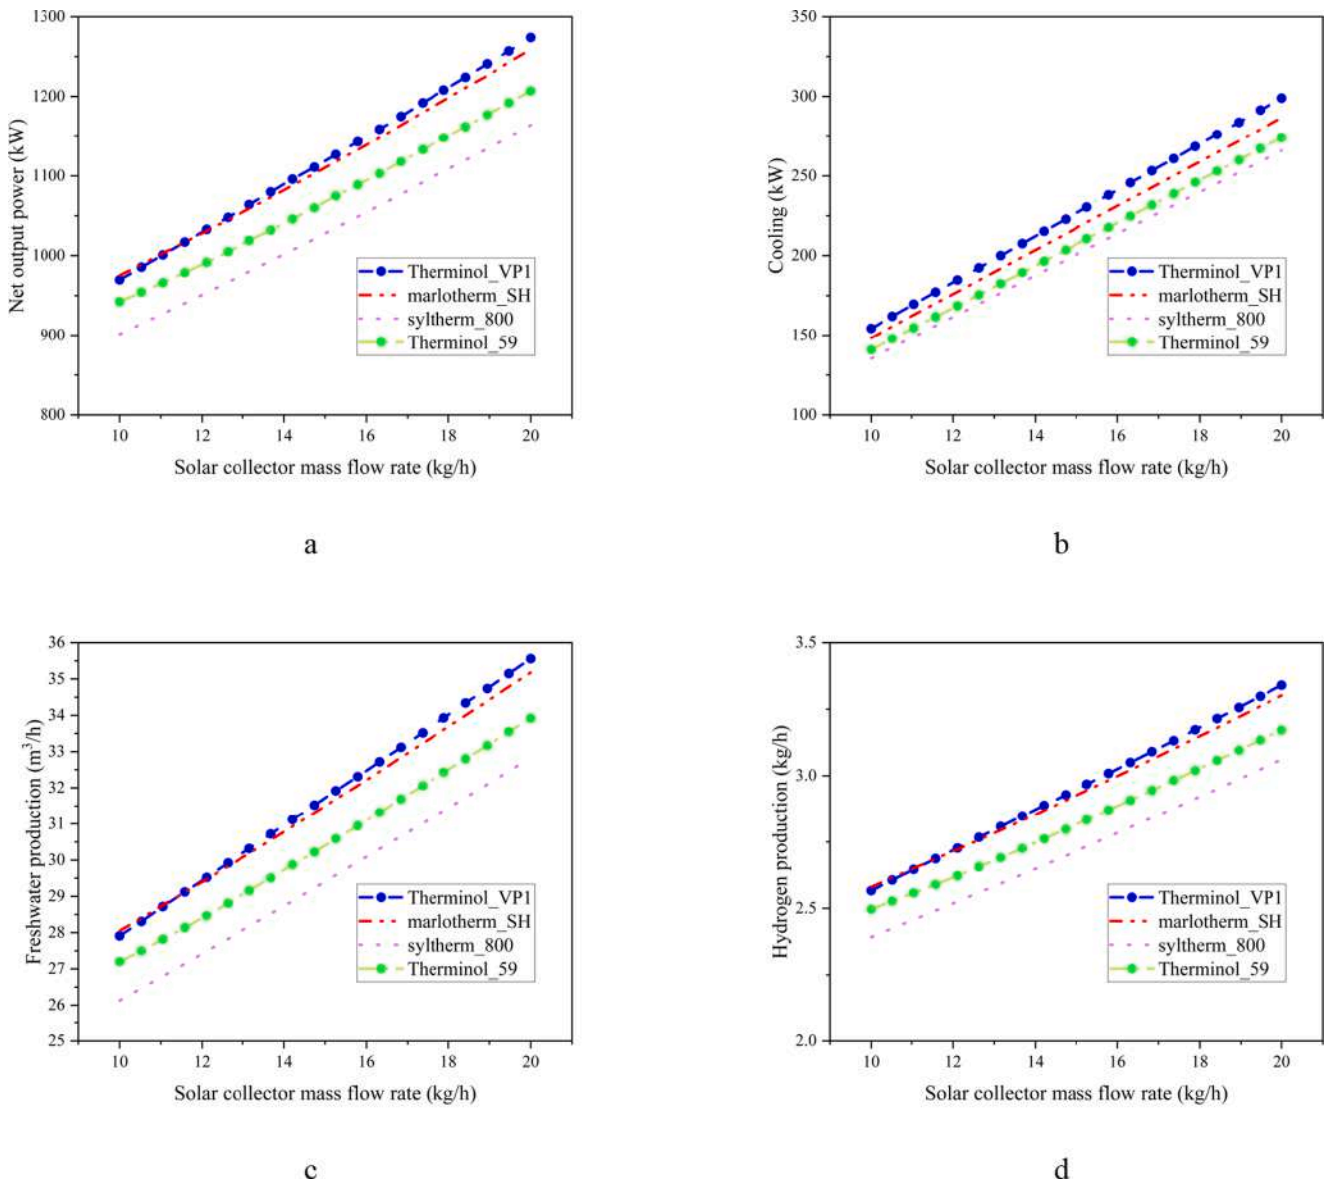 1300
1200
1100
1000
900
800
Net output power (kW)
Therminol_VP1
marlotherm_SH
syltherm_800
Therminol_59
10 12 14 16 18 20
Solar collector mass flow rate (kg/h)
a
350
300
250
200
150
100
Cooling (kW)
Therminol_VP1
marlotherm_SH
syltherm_800
Therminol_59
10 12 14 16 18 20
Solar collector mass flow rate (kg/h)
b
36
35
34
33
32
31
30
29
28
27
26
25
Freshwater production (m³/h)
Therminol_VP1
marlotherm_SH
syltherm_800
Therminol_59
10 12 14 16 18 20
Solar collector mass flow rate (kg/h)
c
3.5
3.0
2.5
2.0
Hydrogen production (kg/h)
Therminol_VP1
marlotherm_SH
syltherm_800
Therminol_59
10 12 14 16 18 20
Solar collector mass flow rate (kg/h)
d